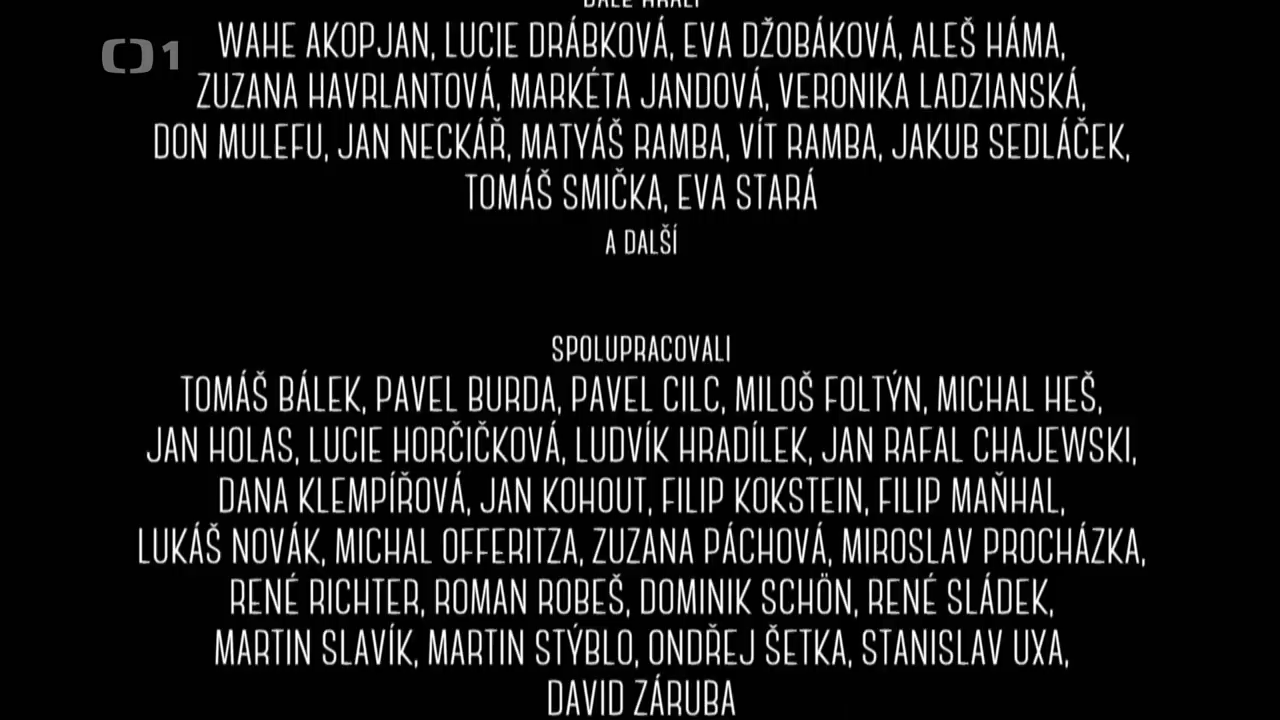 DÁLE HRÁLI
WAHE AKOPJAN, LUCIE DRÁBKOVÁ, EVA DŽOBÁKOVÁ, ALEŠ HÁMA,
ZUZANA HAVRLANTOVÁ, MARKÉTA JANDOVÁ, VERONIKA LADZIANSKÁ,
DON MULEFU, JAN NECKÁŘ, MATYÁŠ RAMBA, VÍT RAMBA, JAKUB SEDLÁČEK,
TOMÁŠ SMIČKA, EVA STARÁ
A DALŠÍ
SPOLUPRACOVALI
TOMÁŠ BÁLEK, PAVEL BURDA, PAVEL CILC, MILOŠ FOLTÝN, MICHAL HEŠ,
JAN HOLAS, LUCIE HORČIČKOVÁ, LUDVÍK HRADÍLEK, JAN RAFAL CHAJEWSKI,
DANA KLEMPÍŘOVÁ, JAN KOHOUT, FILIP KOKSTEIN, FILIP MAŇHAL,
LUKÁŠ NOVÁK, MICHAL OFFERITZA, ZUZANA PÁCHOVÁ, MIROSLAV PROCHÁZKA,
RENÉ RICHTER, ROMAN ROBEŠ, DOMINIK SCHÖN, RENÉ SLÁDEK,
MARTIN SLAVÍK, MARTIN STÝBLO, ONDŘEJ ŠETKA, STANISLAV UXA,
DAVID ZÁRUBA
1